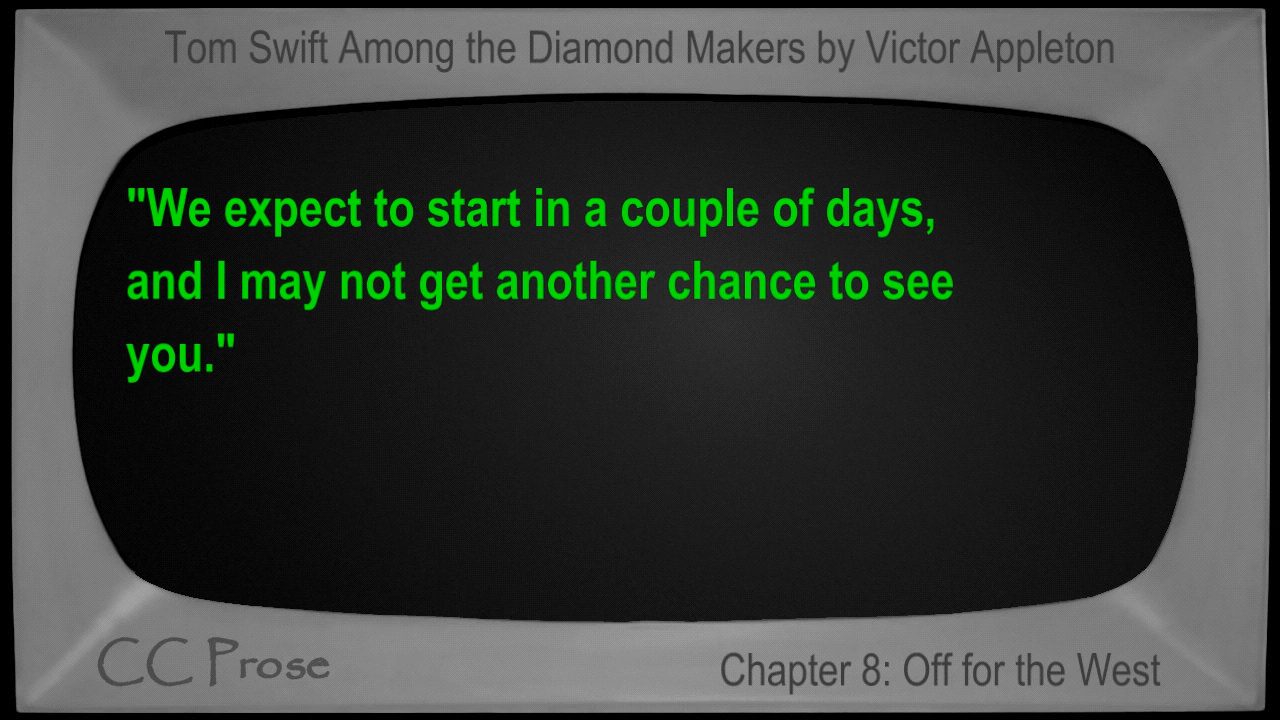 Tom Swift Among the Diamond Makers by Victor Appleton
"We expect to start in a couple of days,
and I may not get another chance to see
you."
CC Prose
Chapter 8: Off for the West